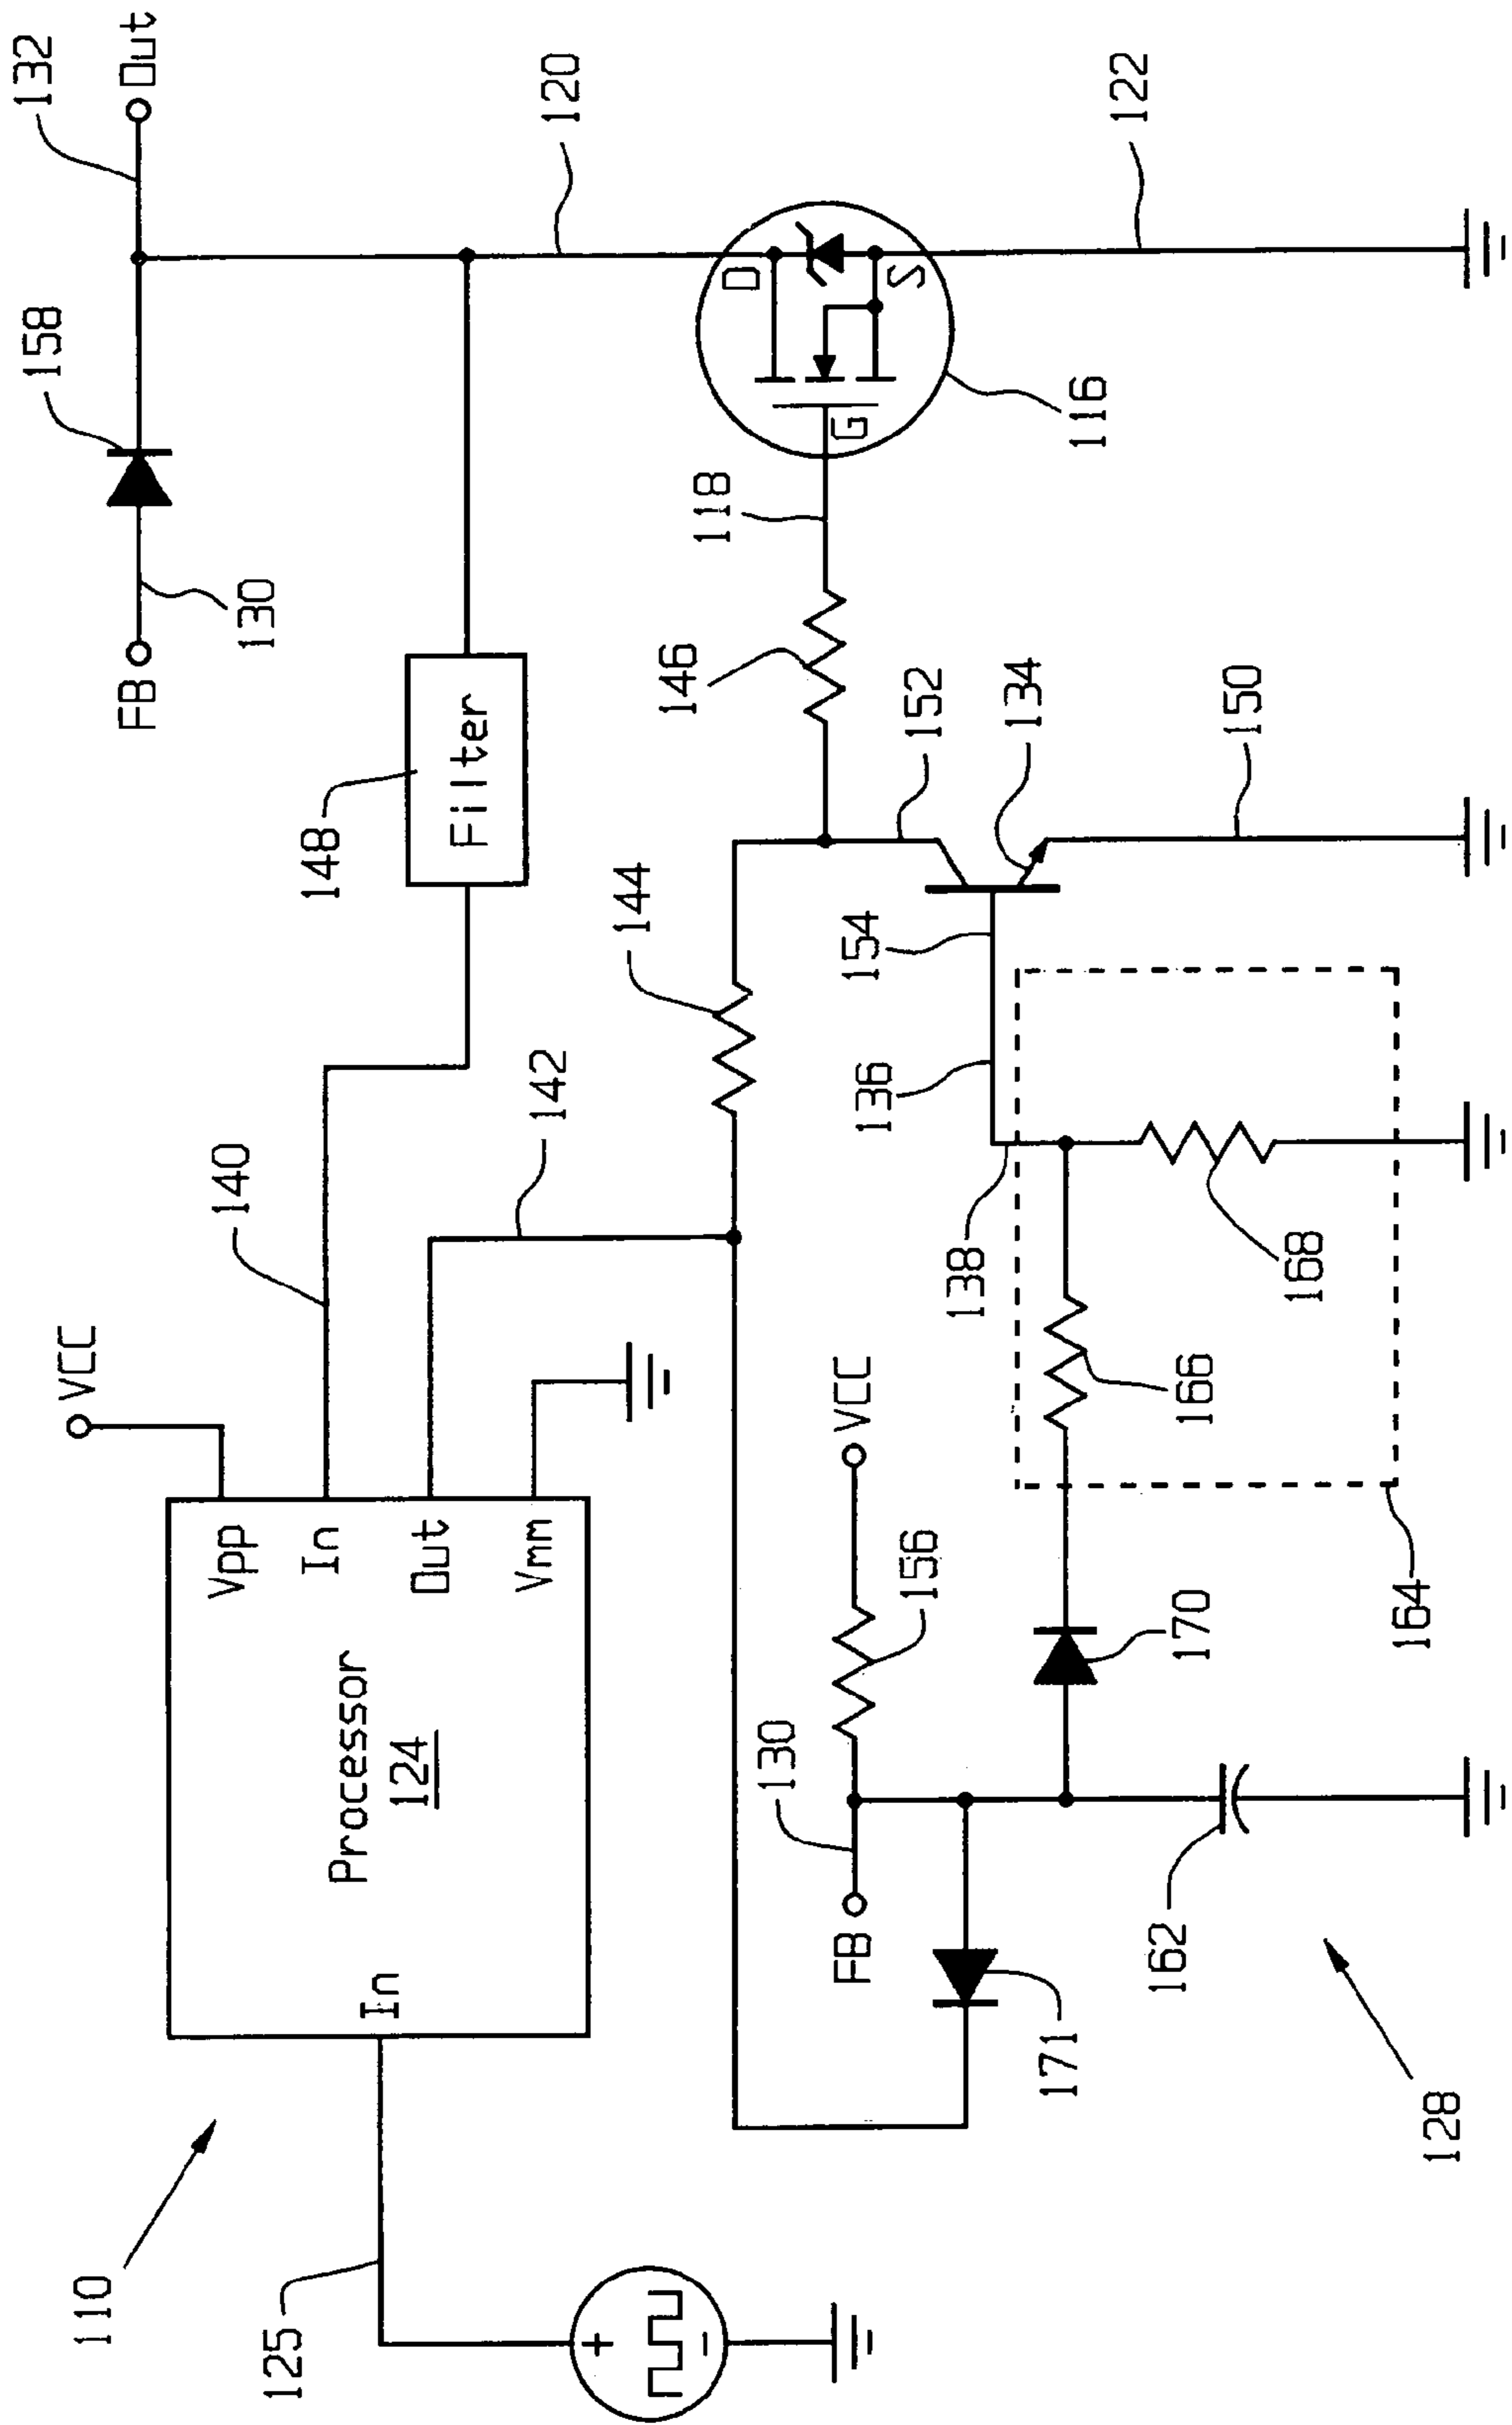 110
125
+
−
In
Processor
124
Vpp
In
Out
Vmm
VCC
140
142
148
Filter
FB
130
158
132
Out
120
144
146
118
G
D
S
116
122
152
134
150
154
136
138
166
168
164
VCC
156
130
FB
170
171
162
128